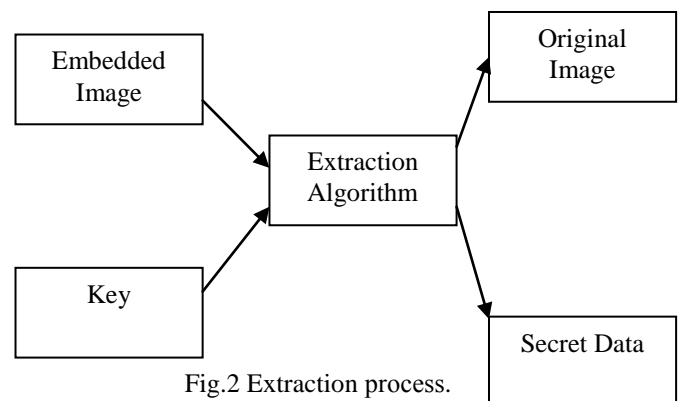 Embedded
Image
Original
Image
Extraction
Algorithm
Key
Secret Data
Fig.2 Extraction process.